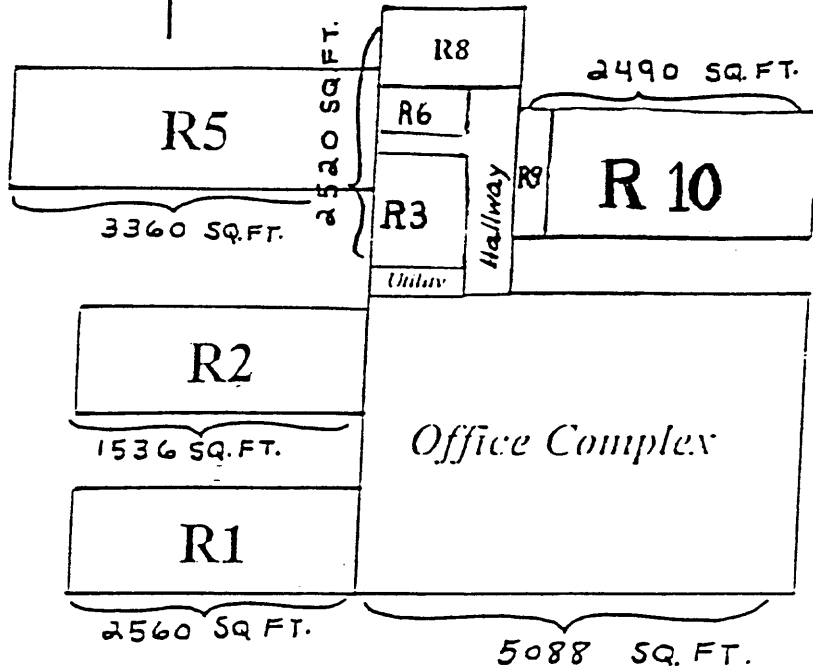 R8
2490 SQ.FT.
2520 SQ FT.
R5
R6
R9
R 10
R3
Hallway
3360 SQ.FT.
Utility
R2
1536 SQ.FT.
Office Complex
R1
2560 SQ FT.
5088 SQ. FT.